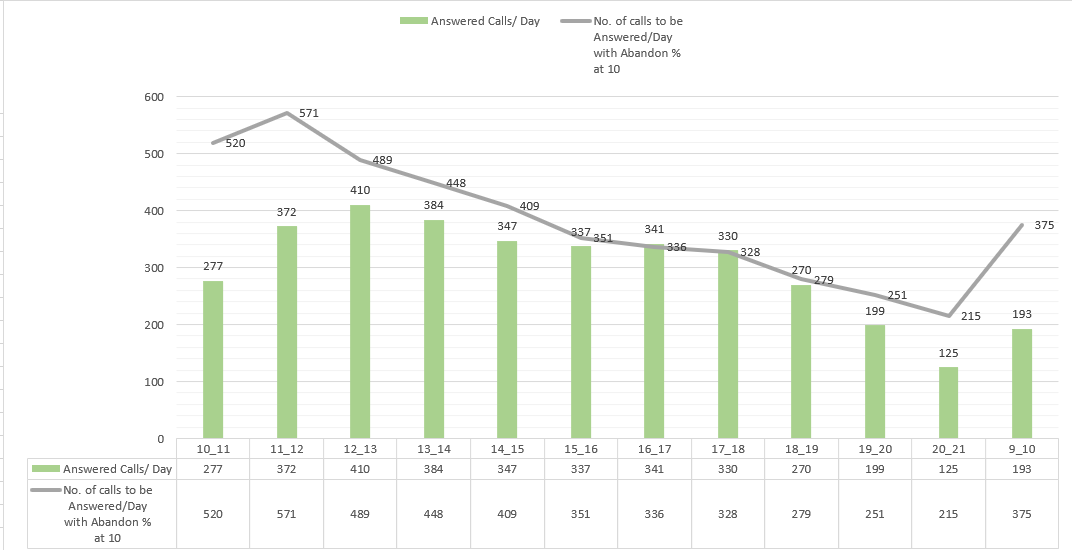 Answered Calls/ Day
No. of calls to be
Answered/Day
with Abandon %
at 10
600
500
400
300
200
100
0
520
571
489
448
409
351
336
328
279
251
215
375
277
372
410
384
347
337
341
330
270
199
125
193
10_11 11_12 12_13 13_14 14_15 15_16 16_17 17_18 18_19 19_20 20_21 9_10
Answered Calls/ Day 277 372 410 384 347 337 341 330 270 199 125 193
No. of calls to be
Answered/Day
with Abandon %
at 10
520 571 489 448 409 351 336 328 279 251 215 375